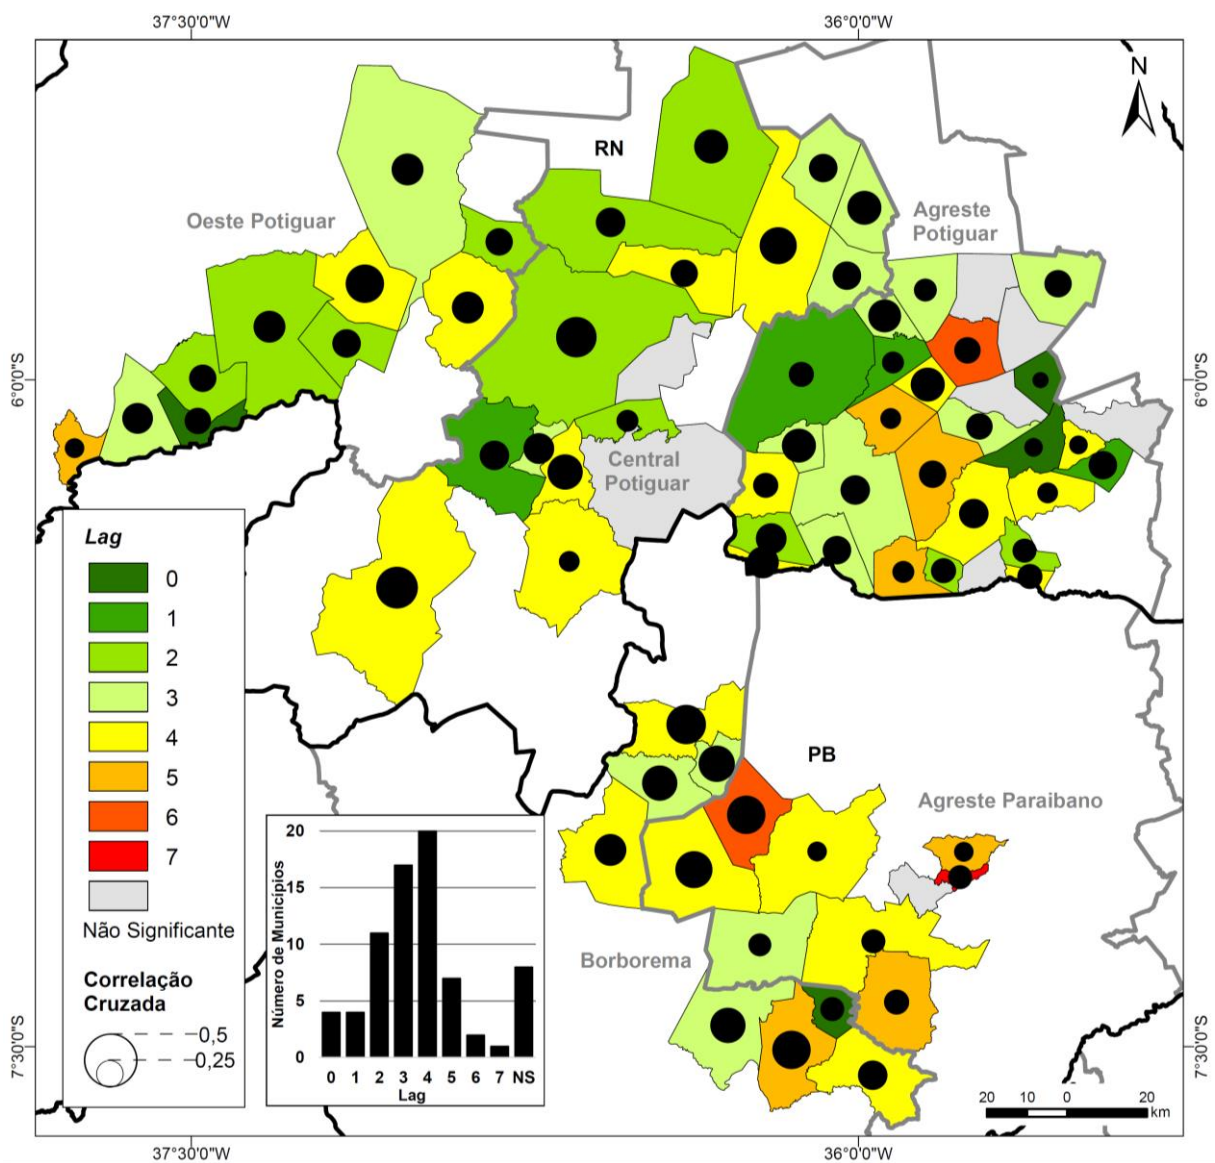 37°30'0"W
36°0'0"W
N
RN
Oeste Potiguar
Agreste
Potiguar
6°0'0"S
6°0'0"S
Central
Potiguar
Lag
0
1
2
3
4
5
6
7
Não Significante
Correlação
Cruzada
0,5
0,25
PB
Agreste Paraibano
Borborema
Número de Municípios
20
15
10
5
0
0 1 2 3 4 5 6 7 NS
Lag
7°30'0"S
7°30'0"S
20 10 0 20
km
37°30'0"W
36°0'0"W